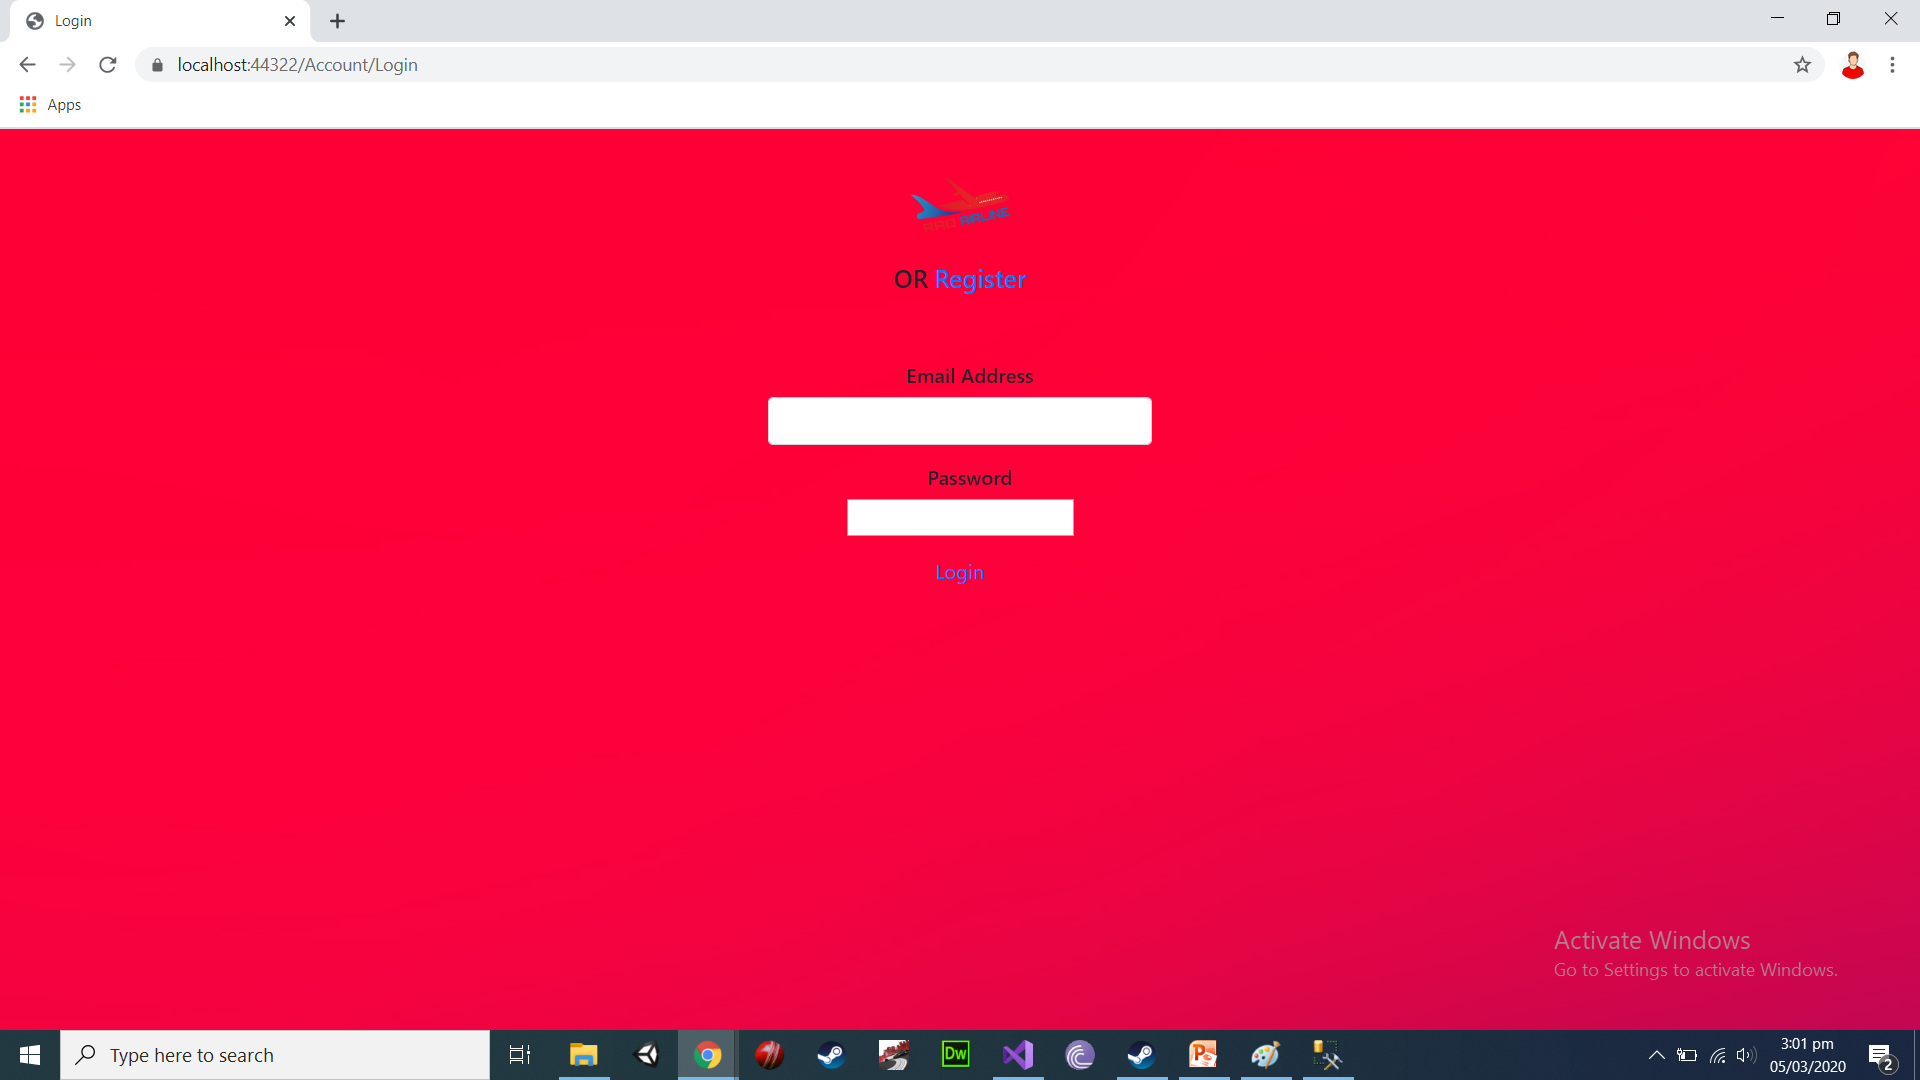 Login
localhost:44322/Account/Login
Apps
RRD AIRLINE
OR Register
Email Address
Password
Login
Activate Windows
Go to Settings to activate Windows.
Type here to search
Dw
P
3:01 pm
05/03/2020
2